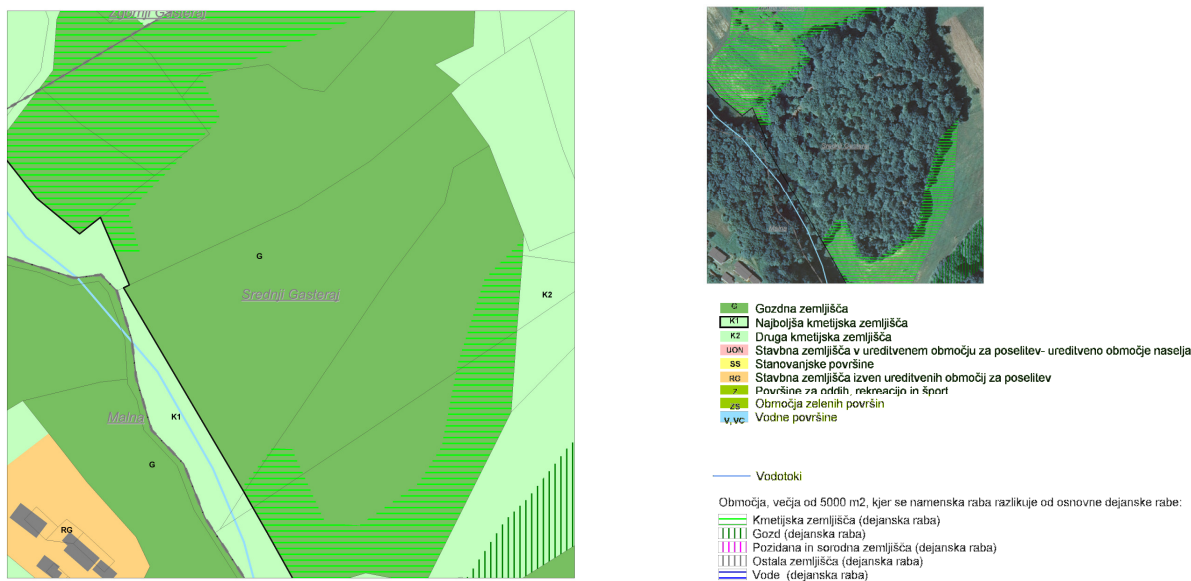 Zgornji Gasteraj
G
Srednji Gasteraj
K2
Malna
K1
G
RG
Srednji Gasteraj
Malna
G Gozdna zemljišča
K1 Najboljša kmetijska zemljišča
K2 Druga kmetijska zemljišča
UON Stavbna zemljišča v ureditvenem območju za poselitev- ureditveno območje naselja
SS Stanovanjske površine
RG Stavbna zemljišča izven ureditvenih območij za poselitev
Z Površine za oddih, rekreacijo in šport
ZS Območja zelenih površin
V, VC Vodne površine
Vodotoki
Območja, večja od 5000 m2, kjer se namenska raba razlikuje od osnovne dejanske rabe:
Kmetijska zemljišča (dejanska raba)
Gozd (dejanska raba)
Pozidana in sorodna zemljišča (dejanska raba)
Ostala zemljišča (dejanska raba)
Vode (dejanska raba)